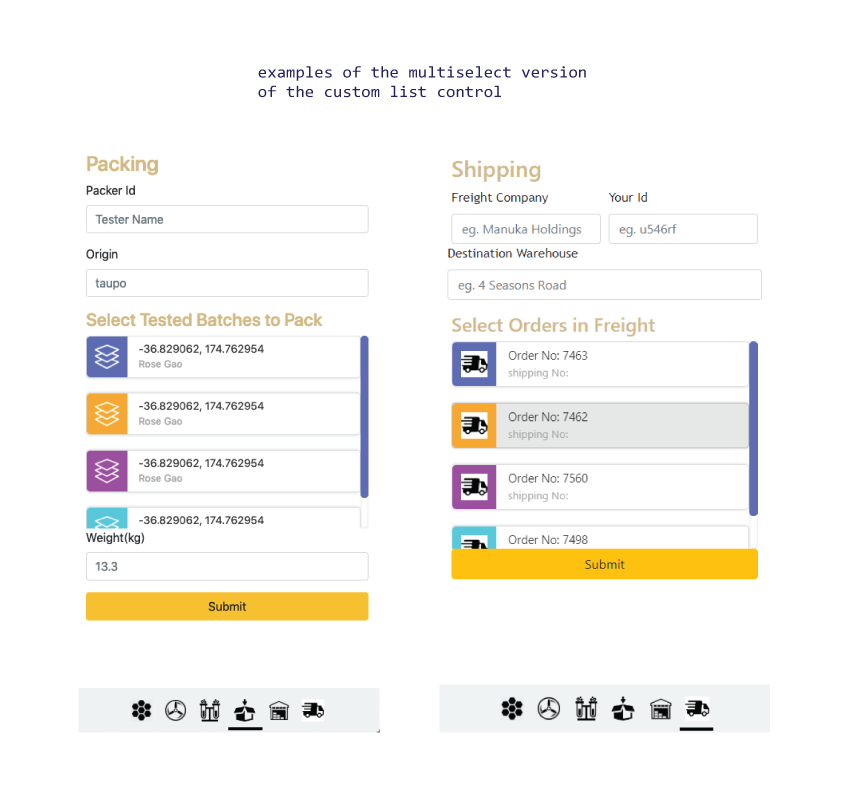 examples of the multiselect version
of the custom list control
Packing
Packer Id
Tester Name
Origin
taupo
Select Tested Batches to Pack
-36.829062, 174.762954
Rose Gao
-36.829062, 174.762954
Rose Gao
-36.829062, 174.762954
Rose Gao
-36.829062, 174.762954
Weight(kg)
13.3
Submit
Shipping
Freight Company
Your Id
eg. Manuka Holdings
eg. u546rf
Destination Warehouse
eg. 4 Seasons Road
Select Orders in Freight
Order No: 7463
shipping No:
Order No: 7462
shipping No:
Order No: 7560
shipping No:
Order No: 7498
Submit